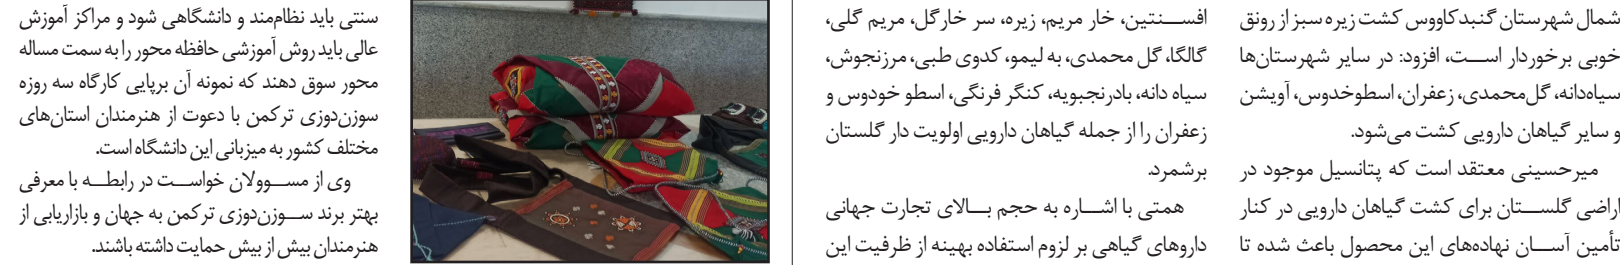 شمال شهرستان گنبدکاووس کشت زیره سبز از رونق
خوبی برخوردار است، افزود: در سایر شهرستان‌ها
سیاه‌دانه، گل‌محمدی، زعفران، اسطوخدوس، آویشن
و سایر گیاهان دارویی کشت می‌شود.
میرحسینی معتقد است که پتانسیل موجود در
اراضی گلستان برای کشت گیاهان دارویی در کنار
تأمین آسان نهاده‌های این محصول باعث شده تا
افسنتین، خار مریم، زیره، سر خارگل، مریم گلی،
گالگا، گل محمدی، به لیمو، کدوی طبی، مرزنجوش،
سیاه دانه، بادرنجبویه، کنگر فرنگی، اسطو خودوس و
زعفران را از جمله گیاهان دارویی اولویت دار گلستان
برشمرد.
همتی با اشاره به حجم بالای تجارت جهانی
داروهای گیاهی بر لزوم استفاده بهینه از ظرفیت این
سنتی باید نظام‌مند و دانشگاهی شود و مراکز آموزش
عالی باید روش آموزشی حافظه محور را به سمت مساله
محور سوق دهند که نمونه آن برپایی کارگاه سه روزه
سوزن‌دوزی ترکمن با دعوت از هنرمندان استان‌های
مختلف کشور به میزبانی این دانشگاه است.
وی از مسوولان خواست در رابطه با معرفی
بهتر برند سوزن‌دوزی ترکمن به جهان و بازاریابی از
هنرمندان بیش از بیش حمایت داشته باشند.